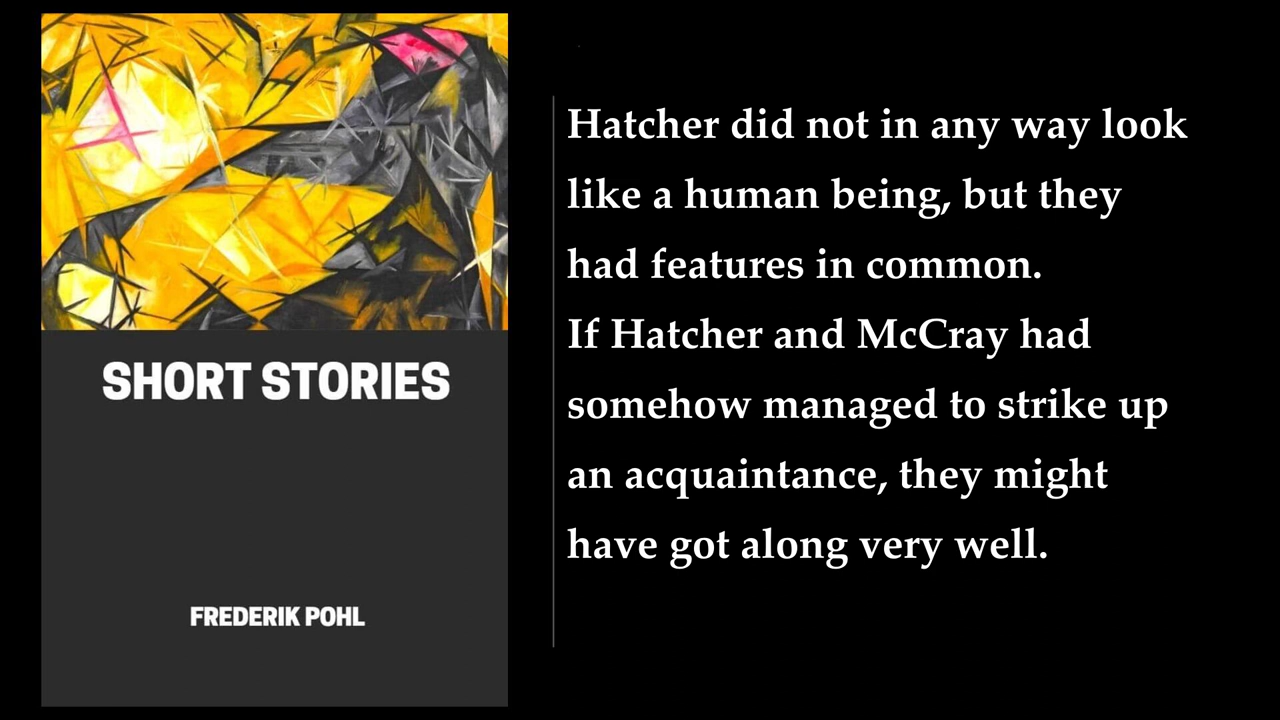 SHORT STORIES
FREDERIK POHL
Hatcher did not in any way look
like a human being, but they
had features in common.
If Hatcher and McCray had
somehow managed to strike up
an acquaintance, they might
have got along very well.